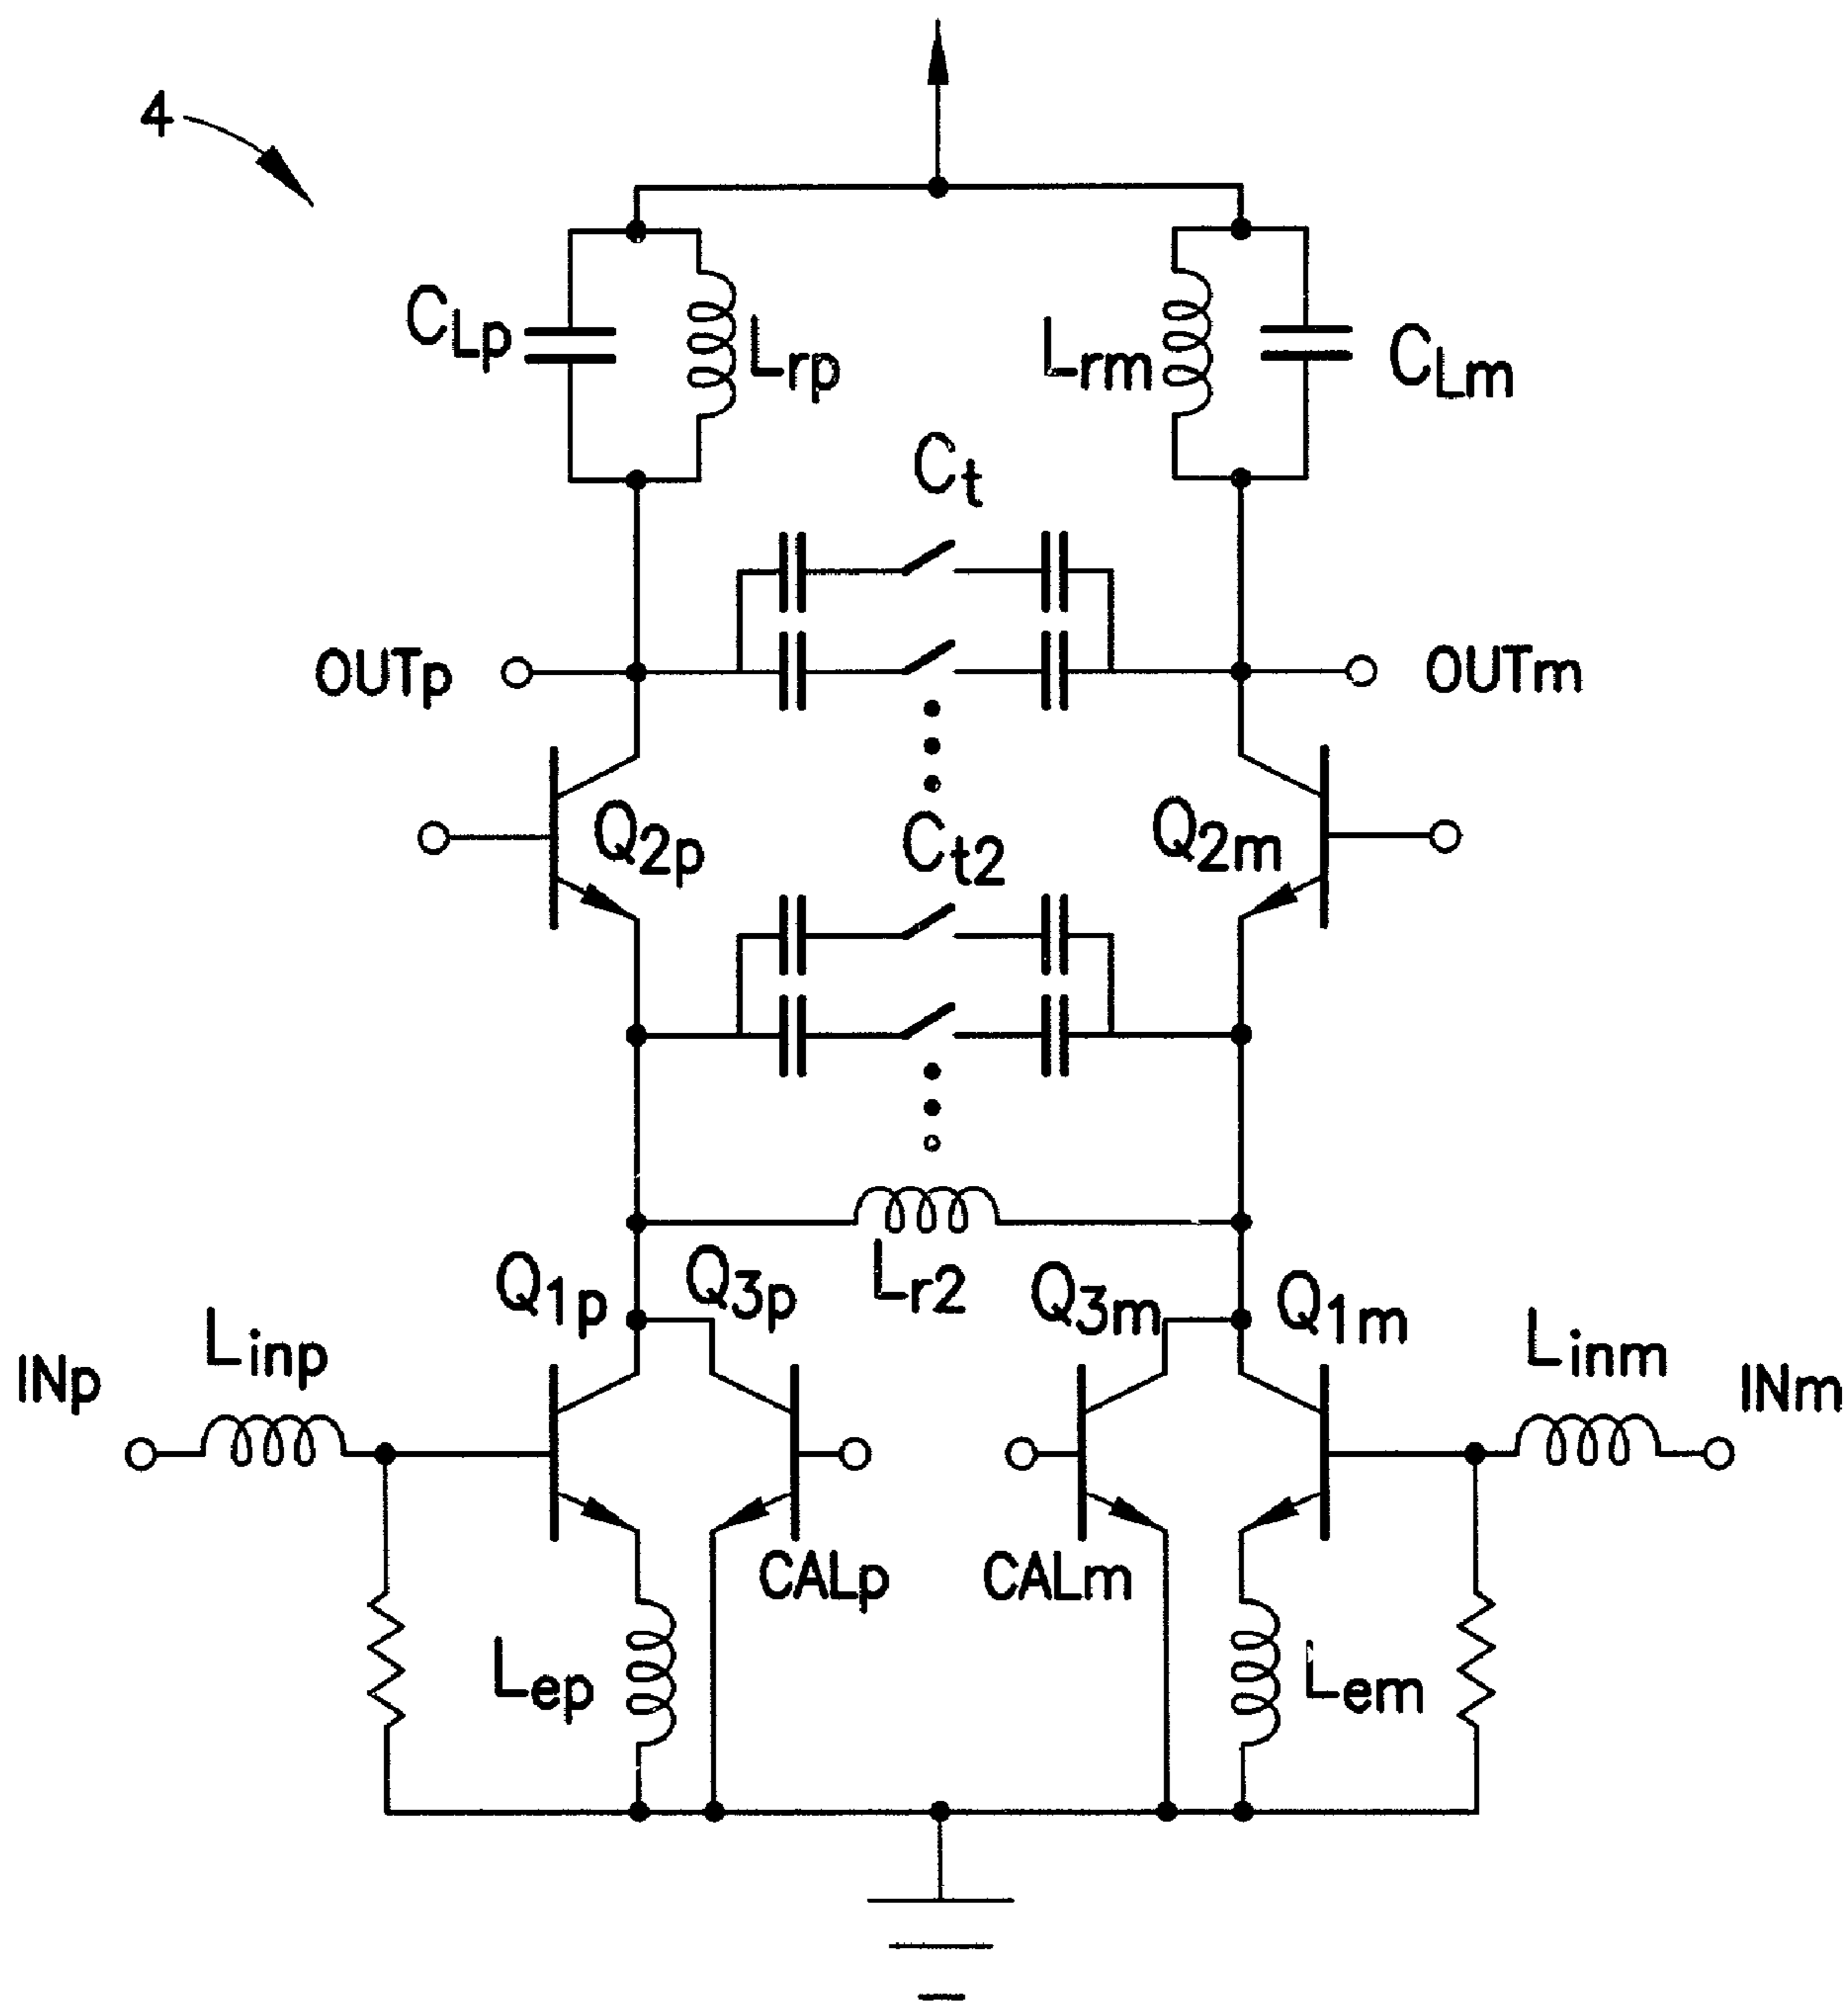 4
CLp
Lrp
Lrm
CLm
Ct
OUTp
OUTm
Q2p
Ct2
Q2m
Q1p
Q3p
Lr2
Q3m
Q1m
INp
Linp
Linm
INm
CALp
CALm
Lep
Lem